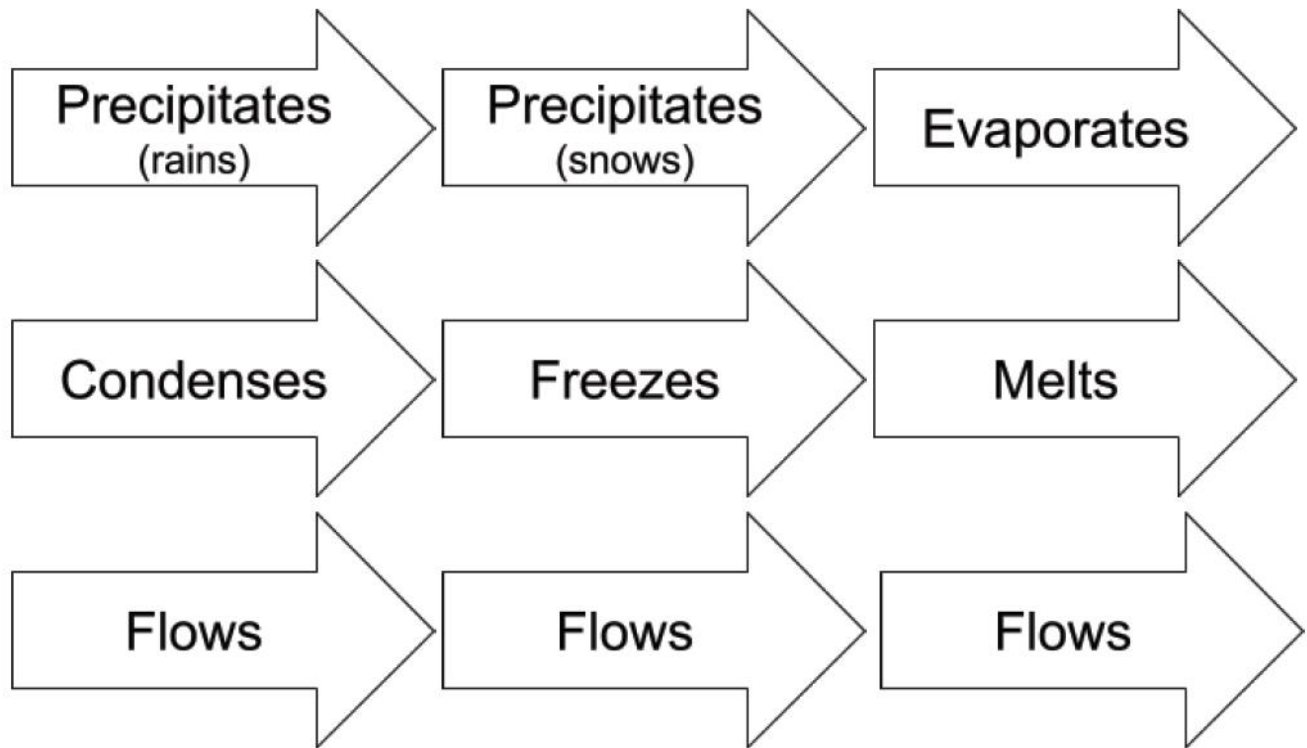 Precipitates
(rains)
Precipitates
(snows)
Evaporates
Condenses
Freezes
Melts
Flows
Flows
Flows